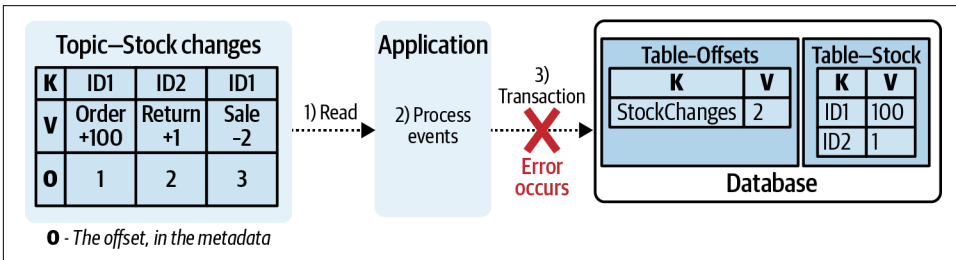 Topic—Stock changes
K ID1 ID2 ID1
V Order +100 Return +1 Sale –2
O 1 2 3
O - The offset, in the metadata
1) Read
Application
2) Process
events
3)
Transaction
Error
occurs
Table-Offsets
K V
StockChanges 2
Table—Stock
K V
ID1 100
ID2 1
Database